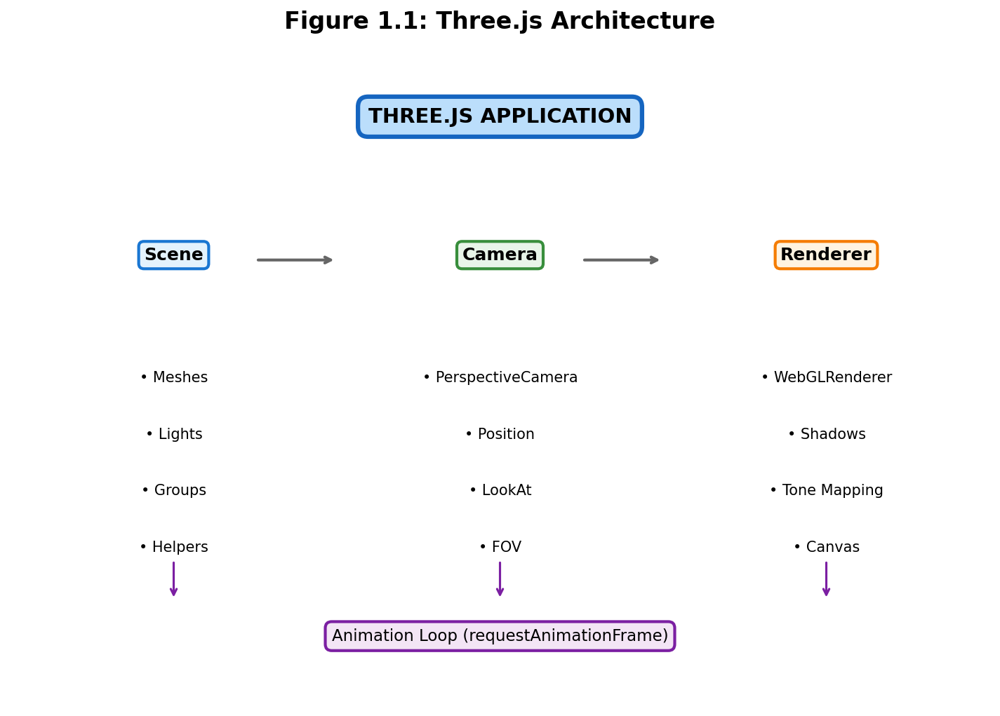 Figure 1.1: Three.js Architecture
THREE.JS APPLICATION
Scene
Camera
Renderer
• Meshes
• Lights
• Groups
• Helpers
• PerspectiveCamera
• Position
• LookAt
• FOV
• WebGLRenderer
• Shadows
• Tone Mapping
• Canvas
Animation Loop (requestAnimationFrame)